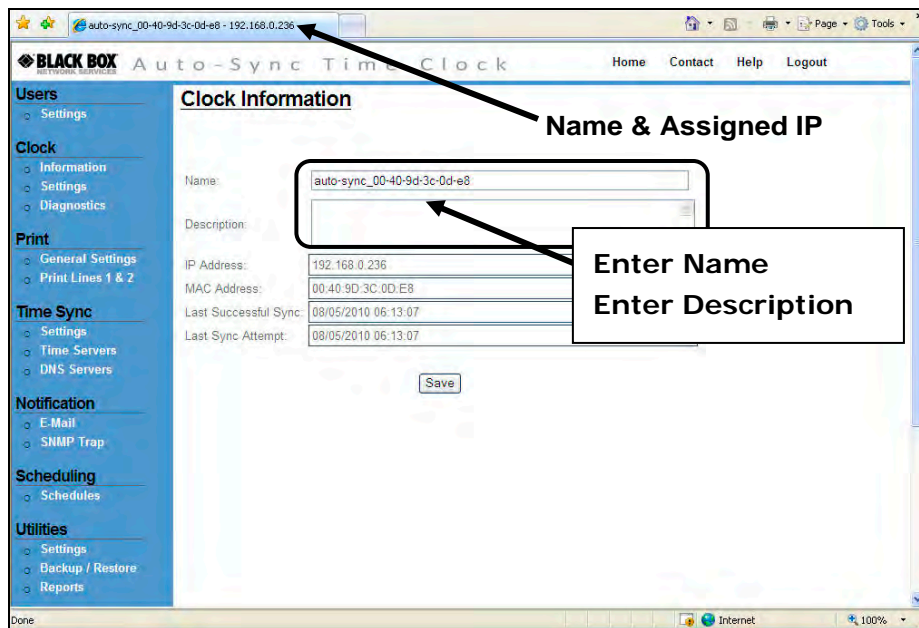 auto-sync_00-40-9d-3c-0d-e8 - 192.168.0.236
Page
Tools
BLACK BOX
NETWORK SERVICES
Auto-Sync Time Clock
Home Contact Help Logout
Users
Settings
Clock
Information
Settings
Diagnostics
Print
General Settings
Print Lines 1 & 2
Time Sync
Settings
Time Servers
DNS Servers
Notification
E-Mail
SNMP Trap
Scheduling
Schedules
Utilities
Settings
Backup / Restore
Reports
Clock Information
Name & Assigned IP
Name: auto-sync_00-40-9d-3c-0d-e8
Description:
Enter Name
Enter Description
IP Address: 192.168.0.236
MAC Address: 00:40:9D:3C:0D:E8
Last Successful Sync: 08/05/2010 06:13:07
Last Sync Attempt: 08/05/2010 06:13:07
Save
Done
Internet
100%